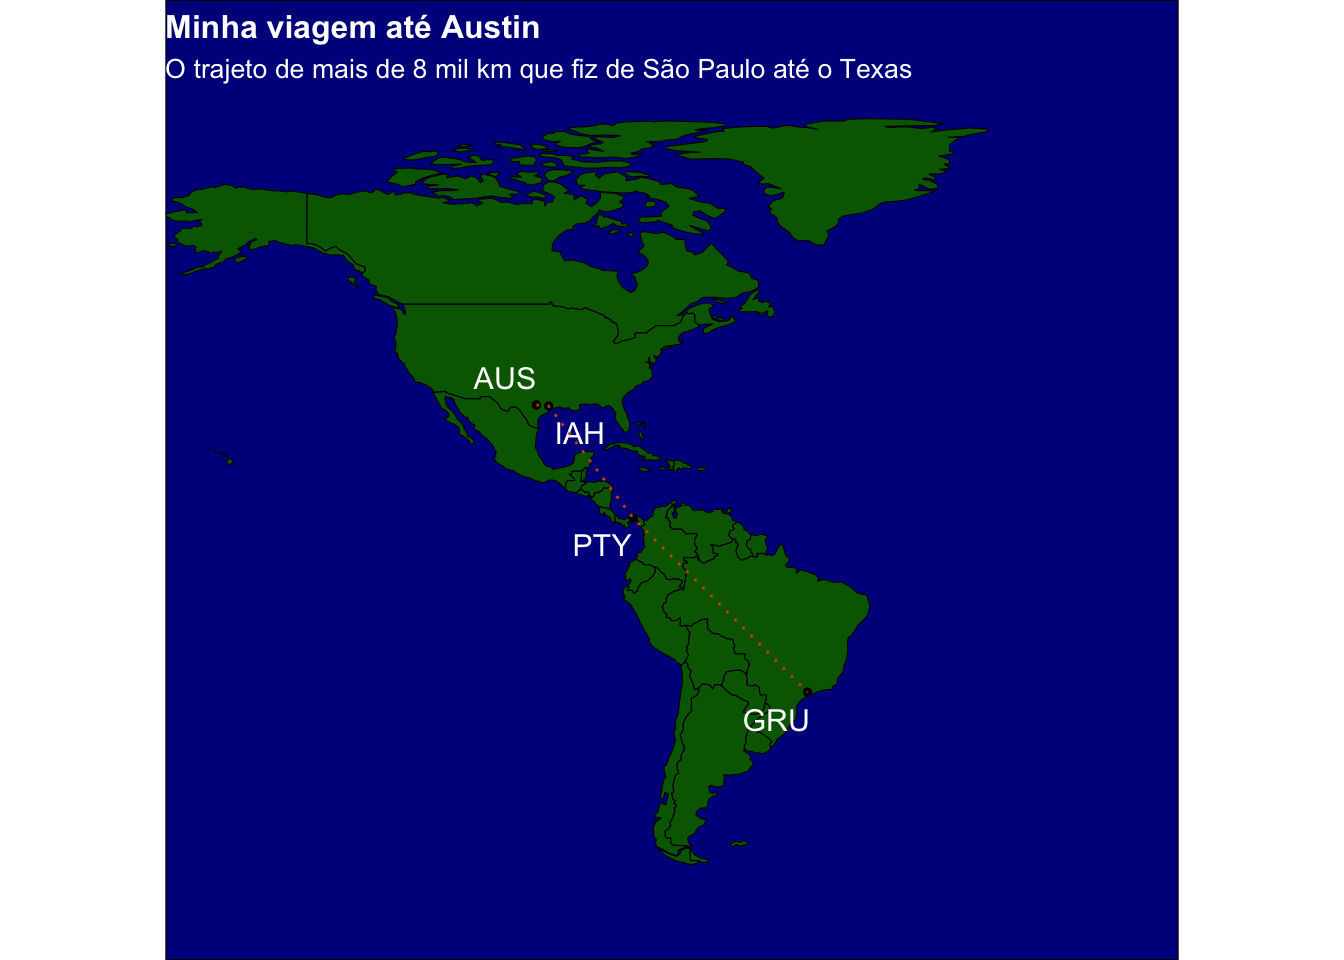 Minha viagem até Austin
O trajeto de mais de 8 mil km que fiz de São Paulo até o Texas
AUS
IAH
PTY
GRU